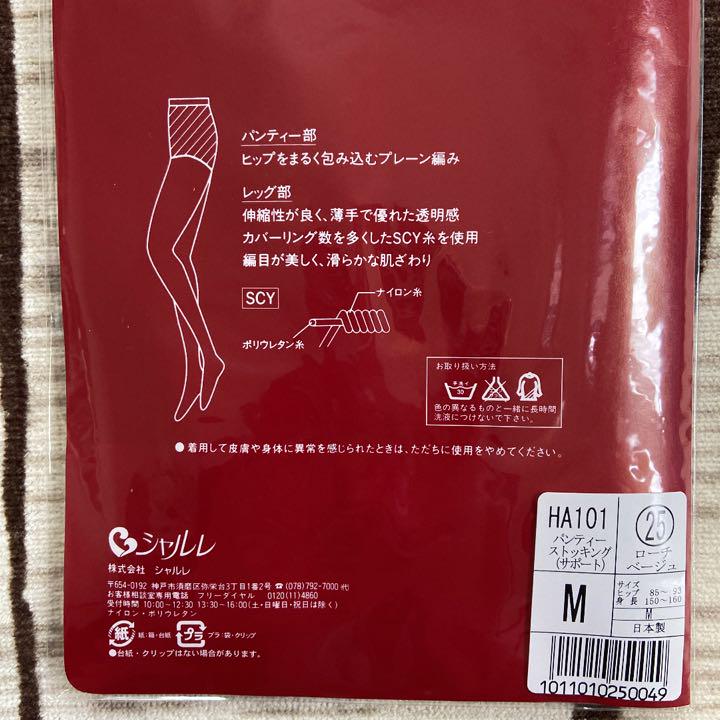 パンティー部
ヒップをまるく包み込むプレーン編み
レッグ部
伸縮性が良く、薄手で優れた透明感
カバーリング数を多くしたSCY糸を使用
編目が美しく、滑らかな肌ざわり
SCY
ナイロン糸
ポリウレタン糸
お取り扱い方法
手洗イ
30
色の異なるものと一緒に長時間
洗液につけないで下さい。
●着用して皮膚や身体に異常を感じられたときは、ただちに使用をやめてください。
シャルレ
株式会社 シャルレ
〒654-0192 神戸市須磨区弥栄台3丁目1番2号 ☎(078)792-7000㈹
お客様相談室専用電話 フリーダイヤル 0120(11)4860
受付時間 10:00〜12:30 13:30〜16:00(土・日曜日・祝日は除く)
ナイロン・ポリウレタン
紙 紙:箱・台紙 プラ プラ:袋・クリップ
●台紙・クリップはない場合があります。
HA101
パンティー
ストッキング
(サポート)
M
25
ローチ
ベージュ
サイズ
ヒップ 85〜 93
身長 150〜160
M
日本製
1011010250049